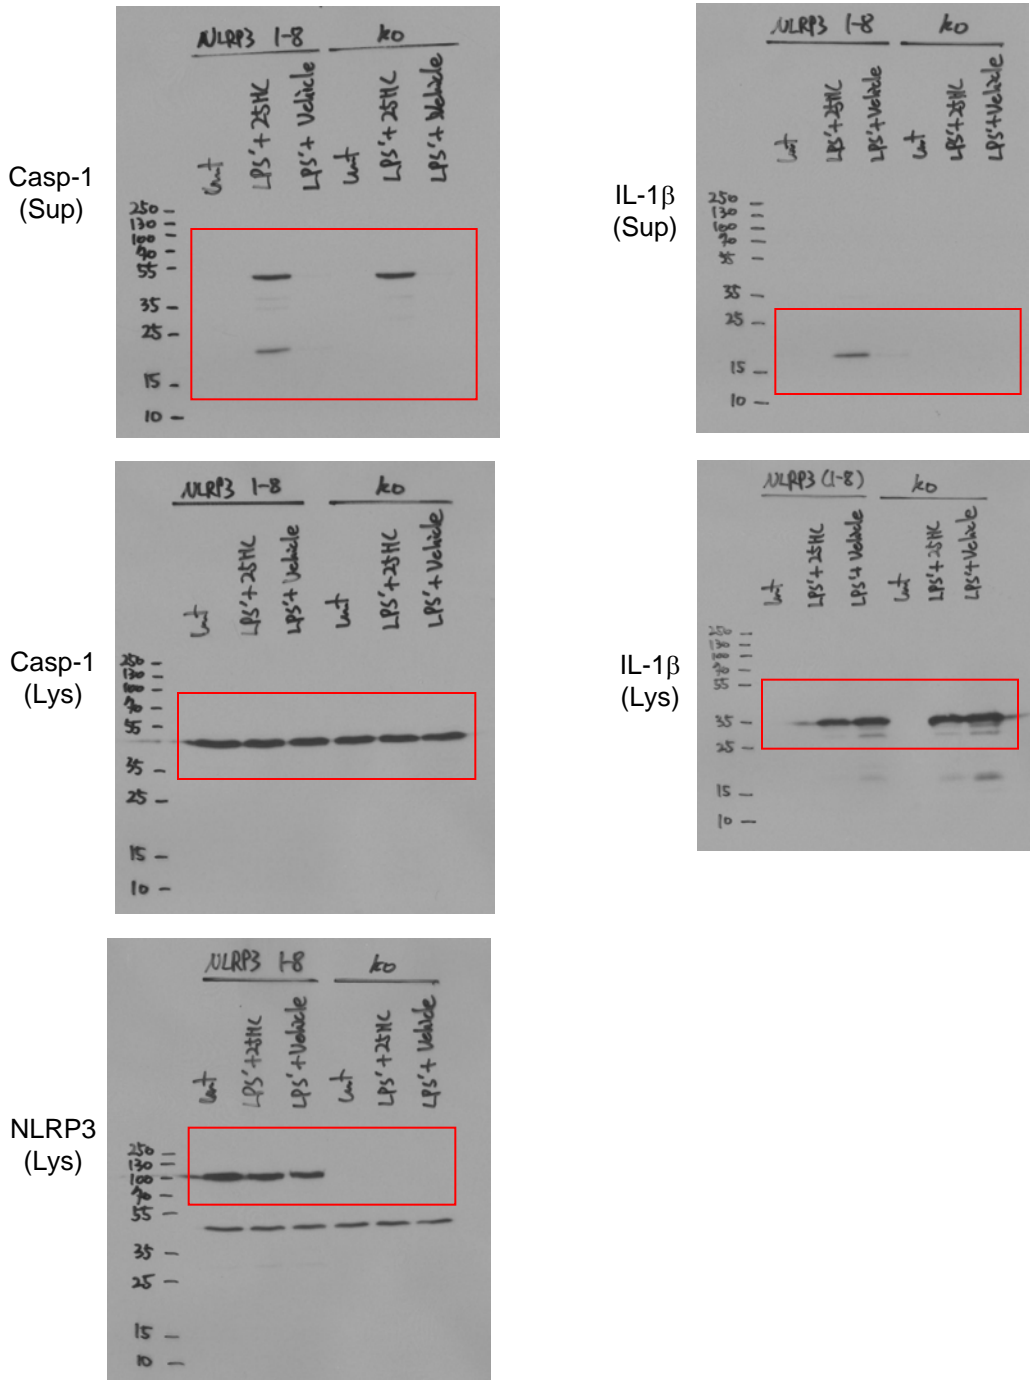 NLRP3 1-8 ko
Unt LPS'+25HC LPS'+Vehicle Unt LPS'+25HC LPS'+Vehicle
Casp-1
(Sup)
250
130
100
70
55
35
25
15
10
NLRP3 1-8 ko
Unt LPS'+25HC LPS'+Vehicle Unt LPS'+25HC LPS'+Vehicle
IL-1β
(Sup)
250
130
100
70
55
35
25
15
10
NLRP3 1-8 ko
Unt LPS'+25HC LPS'+Vehicle Unt LPS'+25HC LPS'+Vehicle
Casp-1
(Lys)
250
130
100
70
55
35
25
15
10
NLRP3 (1-8) ko
Unt LPS'+25HC LPS'+Vehicle Unt LPS'+25HC LPS'+Vehicle
IL-1β
(Lys)
250
130
100
70
55
35
25
15
10
NLRP3 1-8 ko
Unt LPS'+25HC LPS'+Vehicle Unt LPS'+25HC LPS'+Vehicle
NLRP3
(Lys)
250
130
100
70
55
35
25
15
10